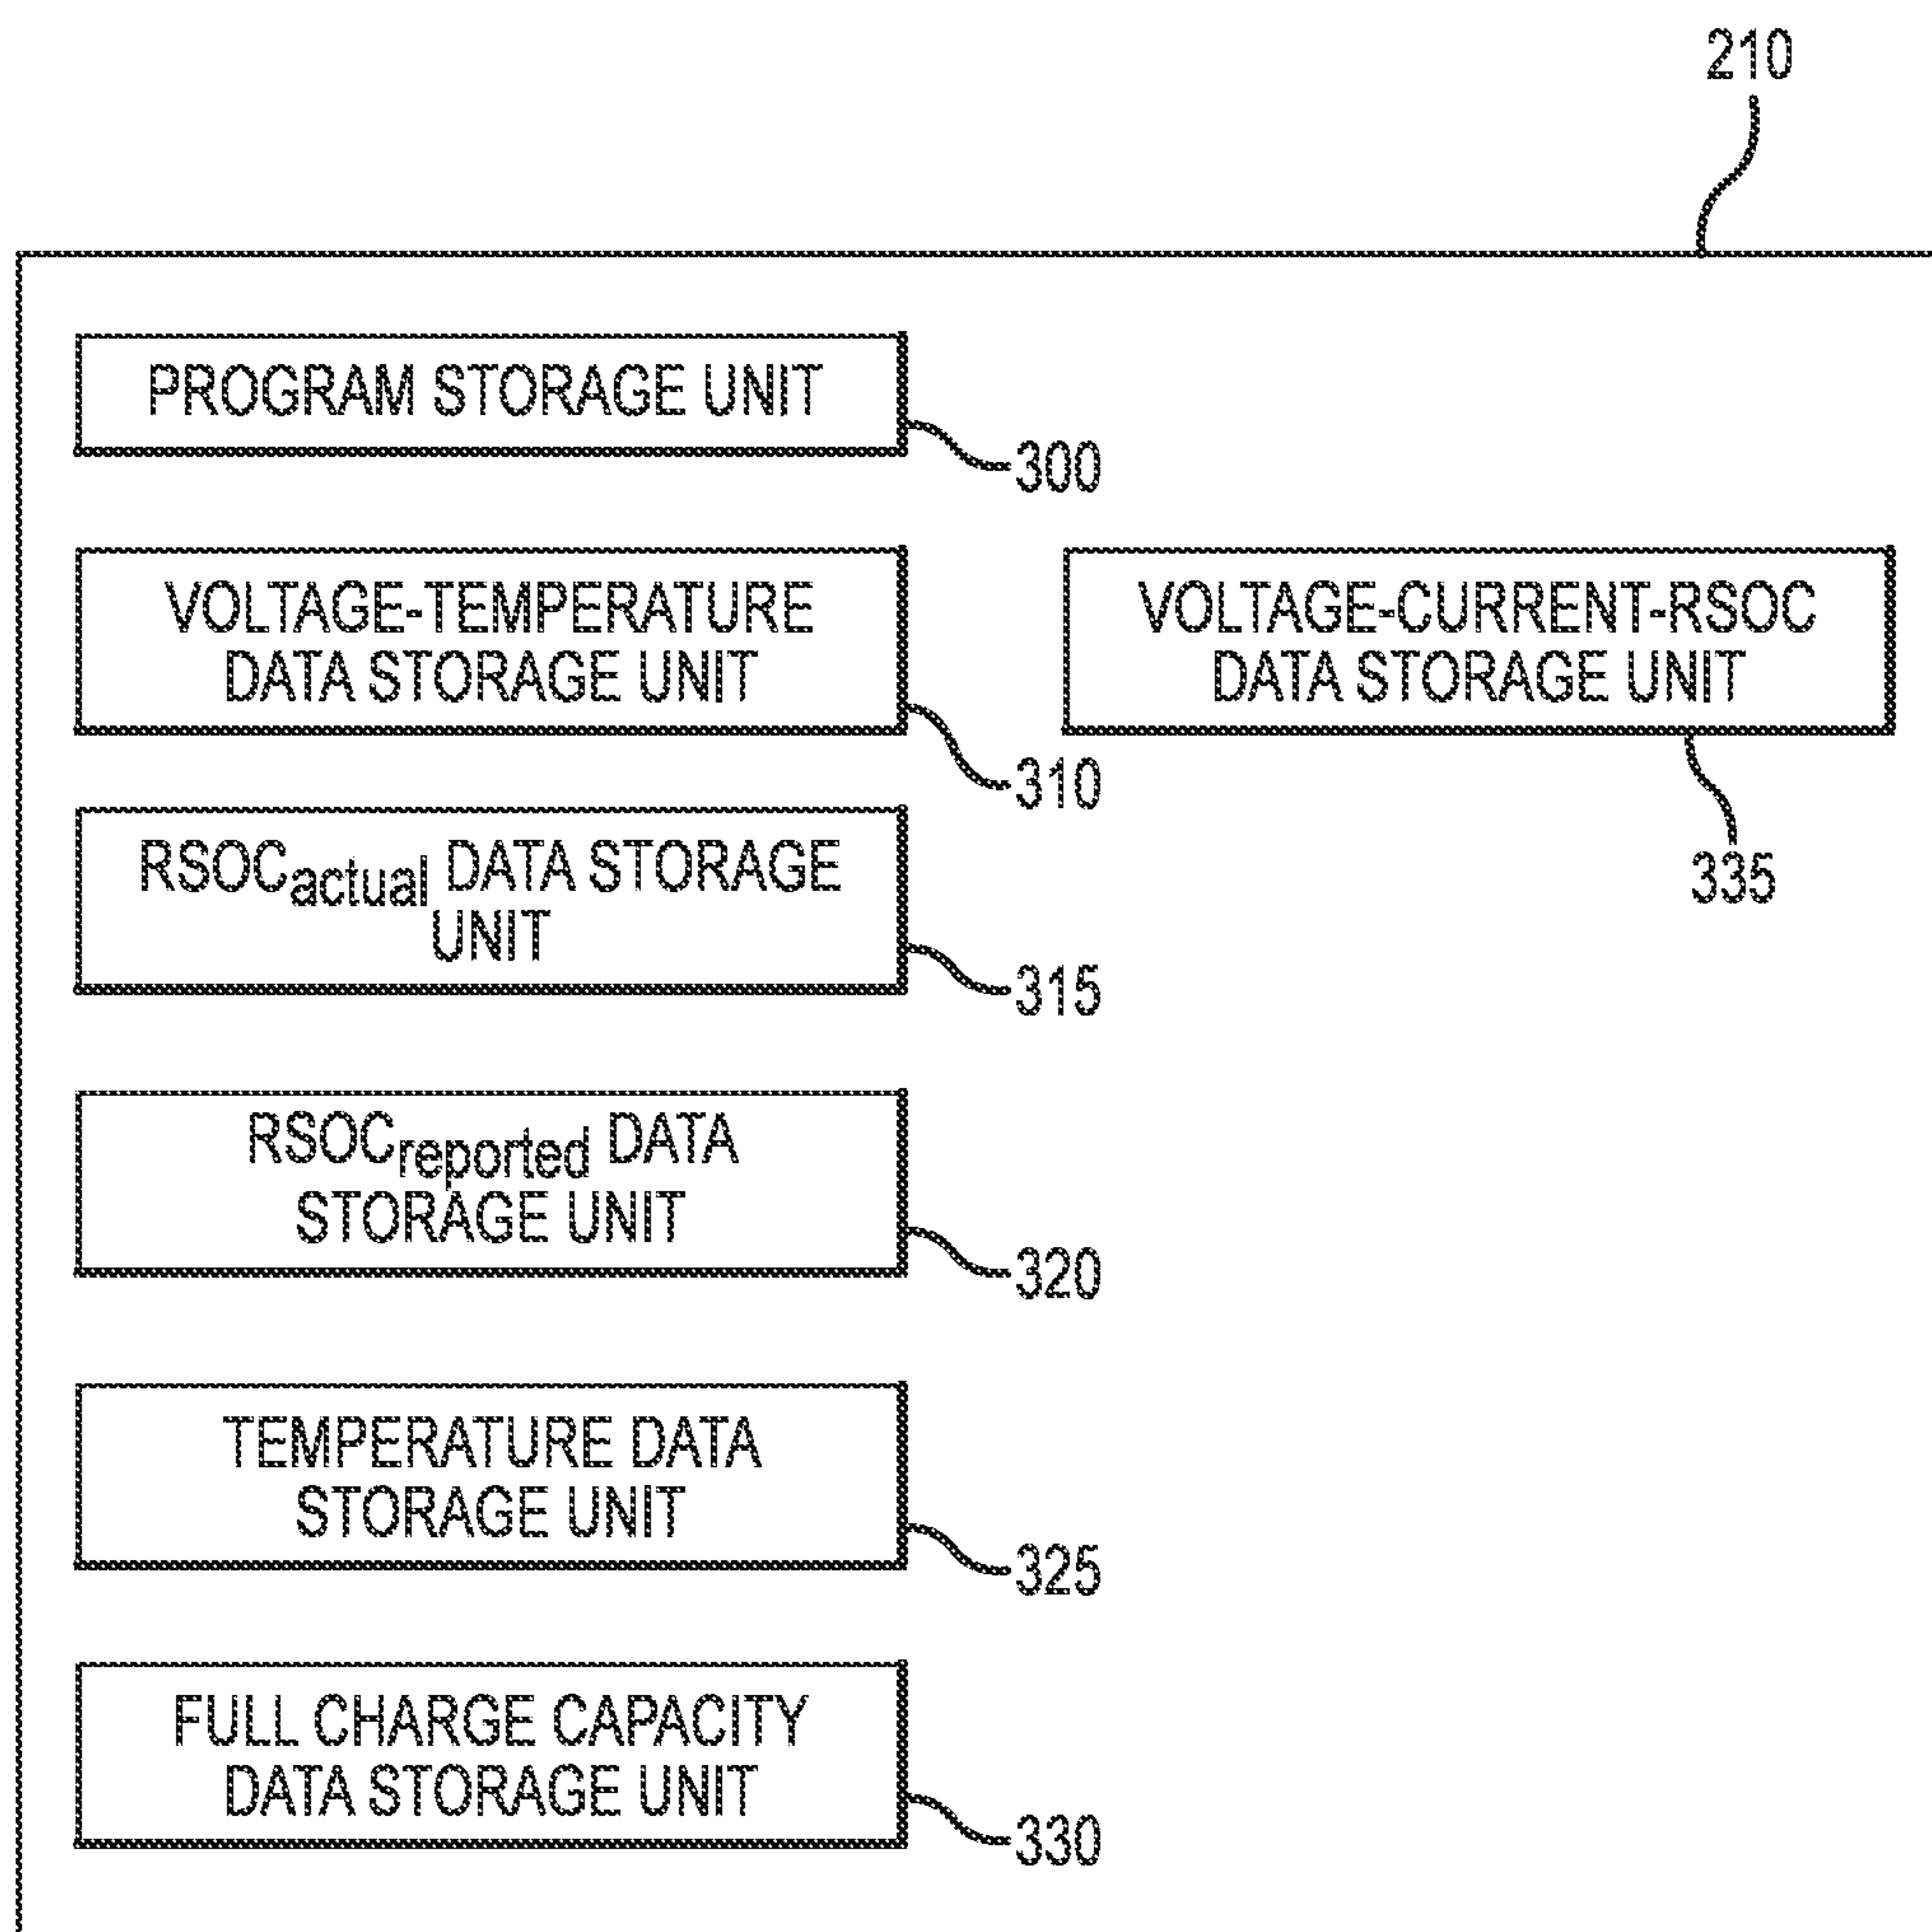 210
PROGRAM STORAGE UNIT
300
VOLTAGE-TEMPERATURE
DATA STORAGE UNIT
310
VOLTAGE-CURRENT-RSOC
DATA STORAGE UNIT
335
RSOCactual DATA STORAGE
UNIT
315
RSOCreported DATA
STORAGE UNIT
320
TEMPERATURE DATA
STORAGE UNIT
325
FULL CHARGE CAPACITY
DATA STORAGE UNIT
330